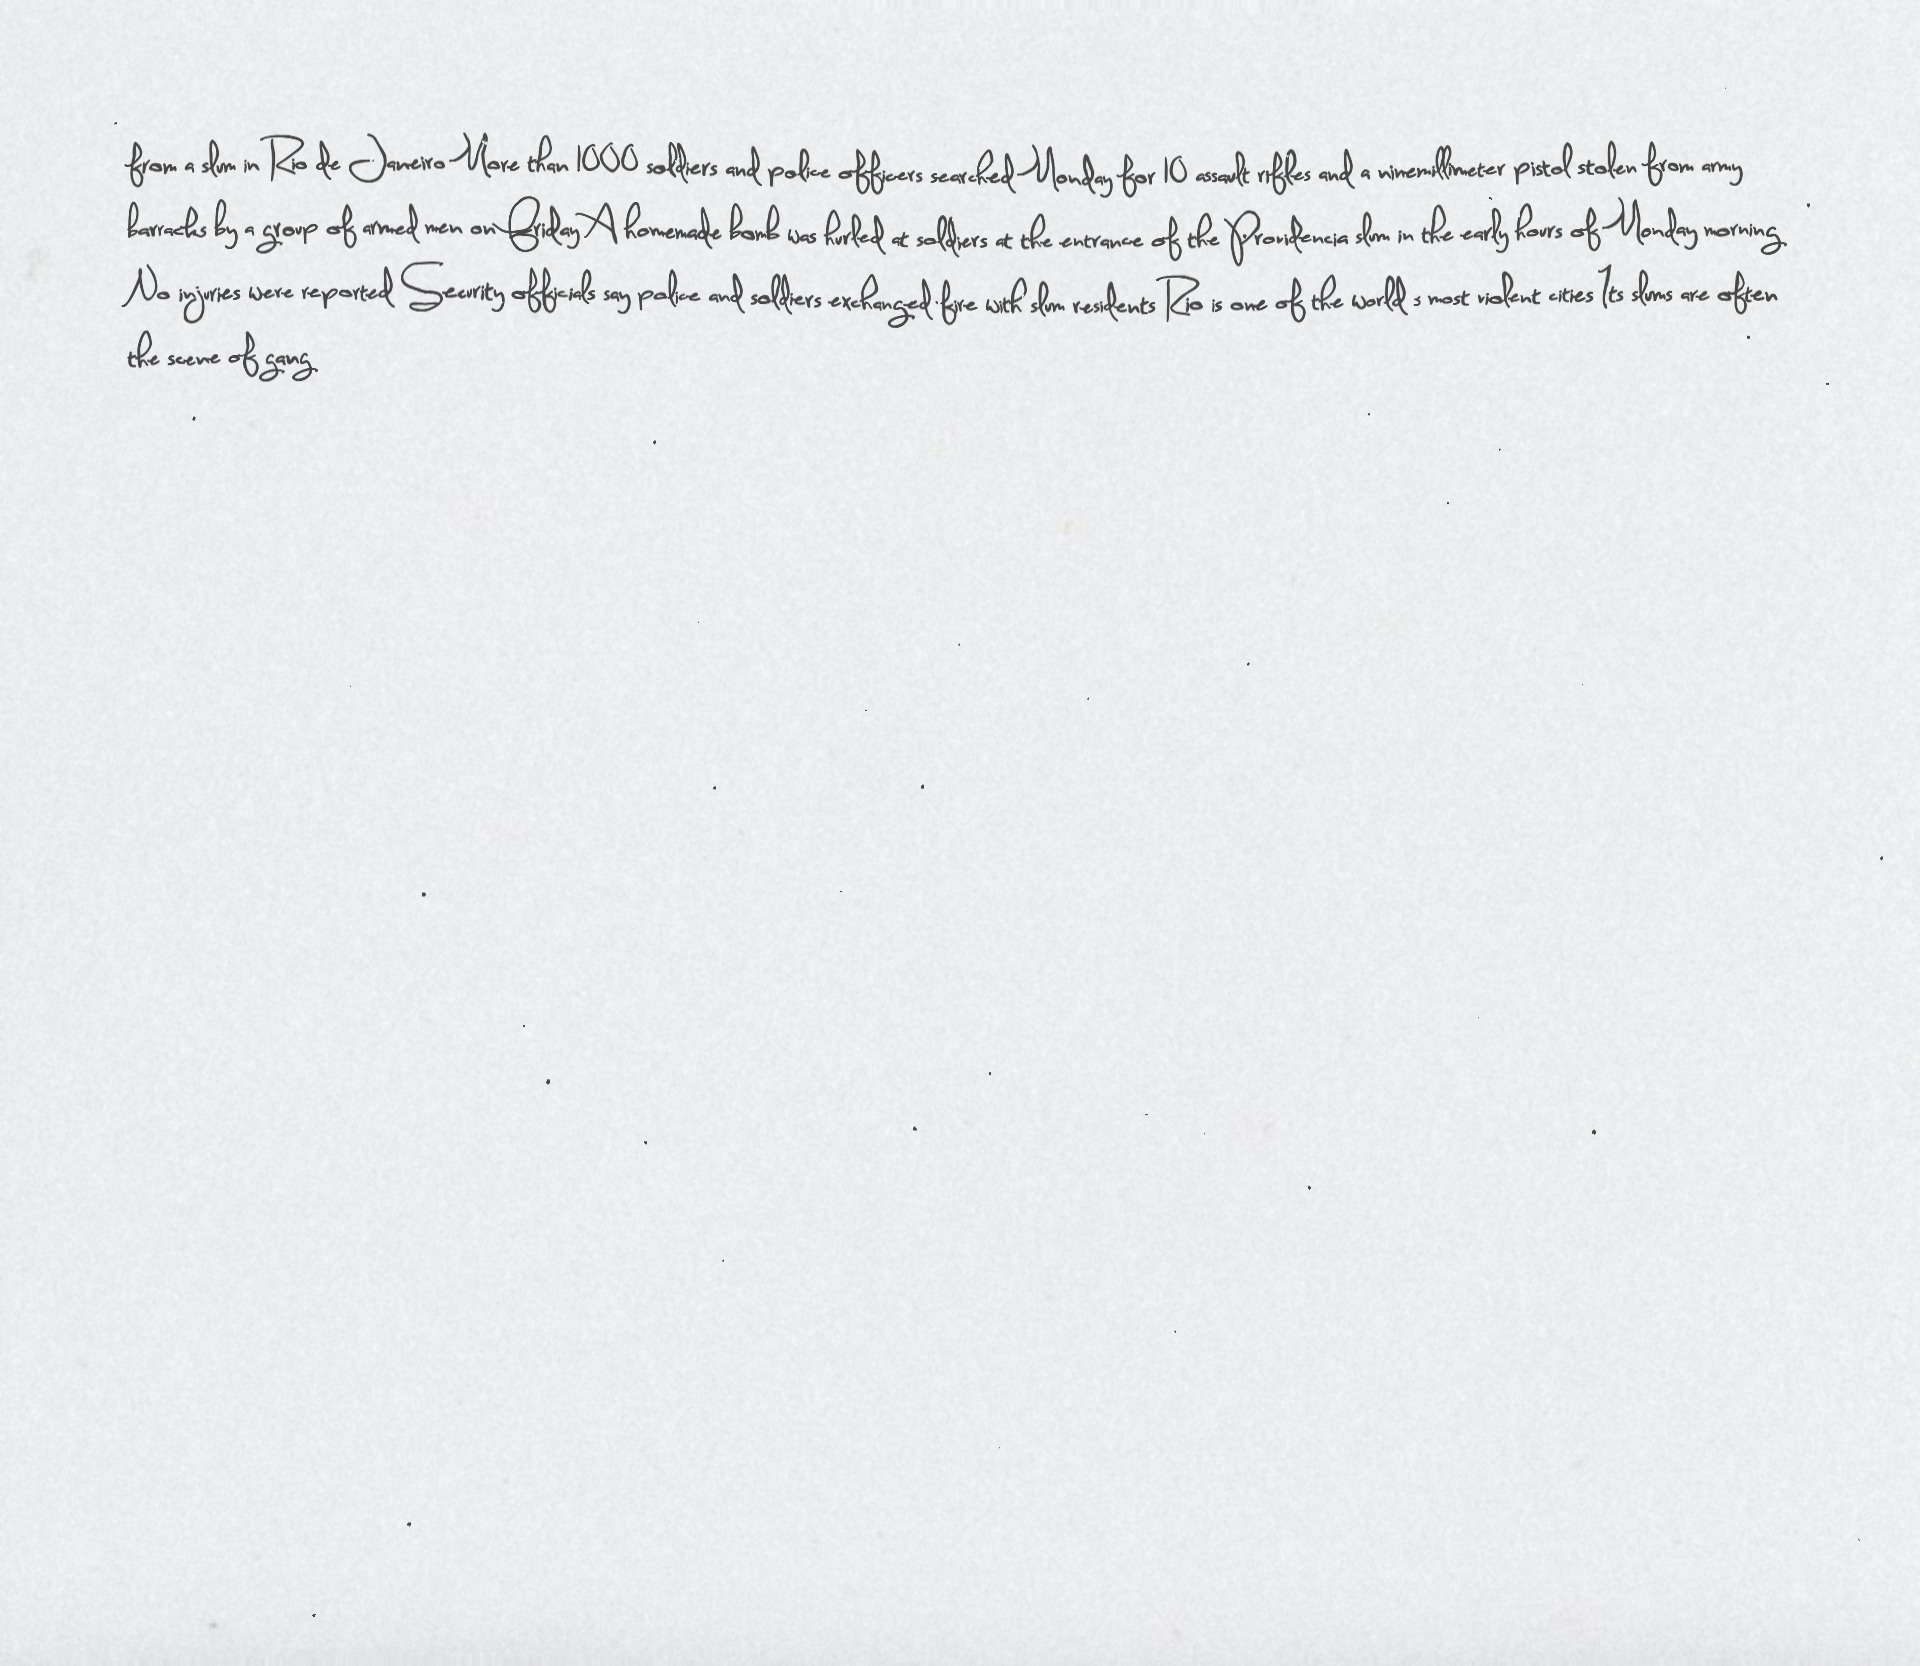 from a slum in Rio de Janeiro More than 1000 soldiers and police officers searched Monday for 10 assault rifles and a ninemillimeter pistol stolen from army
barracks by a group of armed men on Friday A homemade bomb was hurled at soldiers at the entrance of the Providencia slum in the early hours of Monday morning
No injuries were reported Security officials say police and soldiers exchanged fire with slum residents Rio is one of the world s most violent cities Its slums are often
the scene of gang